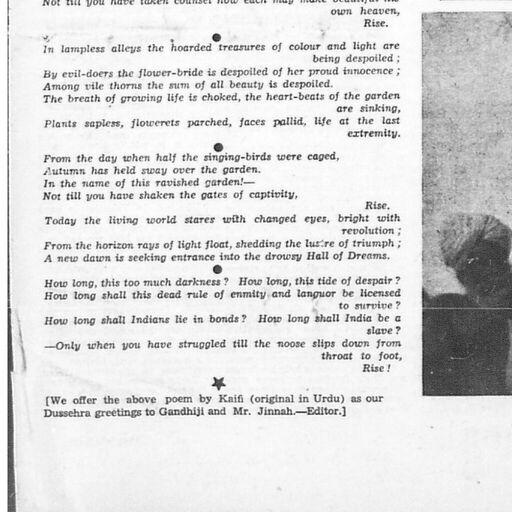 Not till you have taken counsel how each may make beautiful his
own heaven,
Rise.
In lampless alleys the hoarded treasures of colour and light are
being despoiled ;
By evil-doers the flower-bride is despoiled of her proud innocence ;
Among vile thorns the sum of all beauty is despoiled.
The breath of growing life is choked, the heart-beats of the garden
are sinking,
Plants sapless, flowerets parched, faces pallid, life at the last
extremity.
From the day when half the singing-birds were caged,
Autumn has held sway over the garden.
In the name of this ravished garden!—
Not till you have shaken the gates of captivity,
Rise.
Today the living world stares with changed eyes, bright with
revolution ;
From the horizon rays of light float, shedding the lustre of triumph ;
A new dawn is seeking entrance into the drowsy Hall of Dreams.
How long, this too much darkness ? How long, this tide of despair ?
How long shall this dead rule of enmity and languor be licensed
to survive ?
How long shall Indians lie in bonds ? How long shall India be a
slave ?
—Only when you have struggled till the noose slips down from
throat to foot,
Rise !
[We offer the above poem by Kaifi (original in Urdu) as our
Dussehra greetings to Gandhiji and Mr. Jinnah.—Editor.]